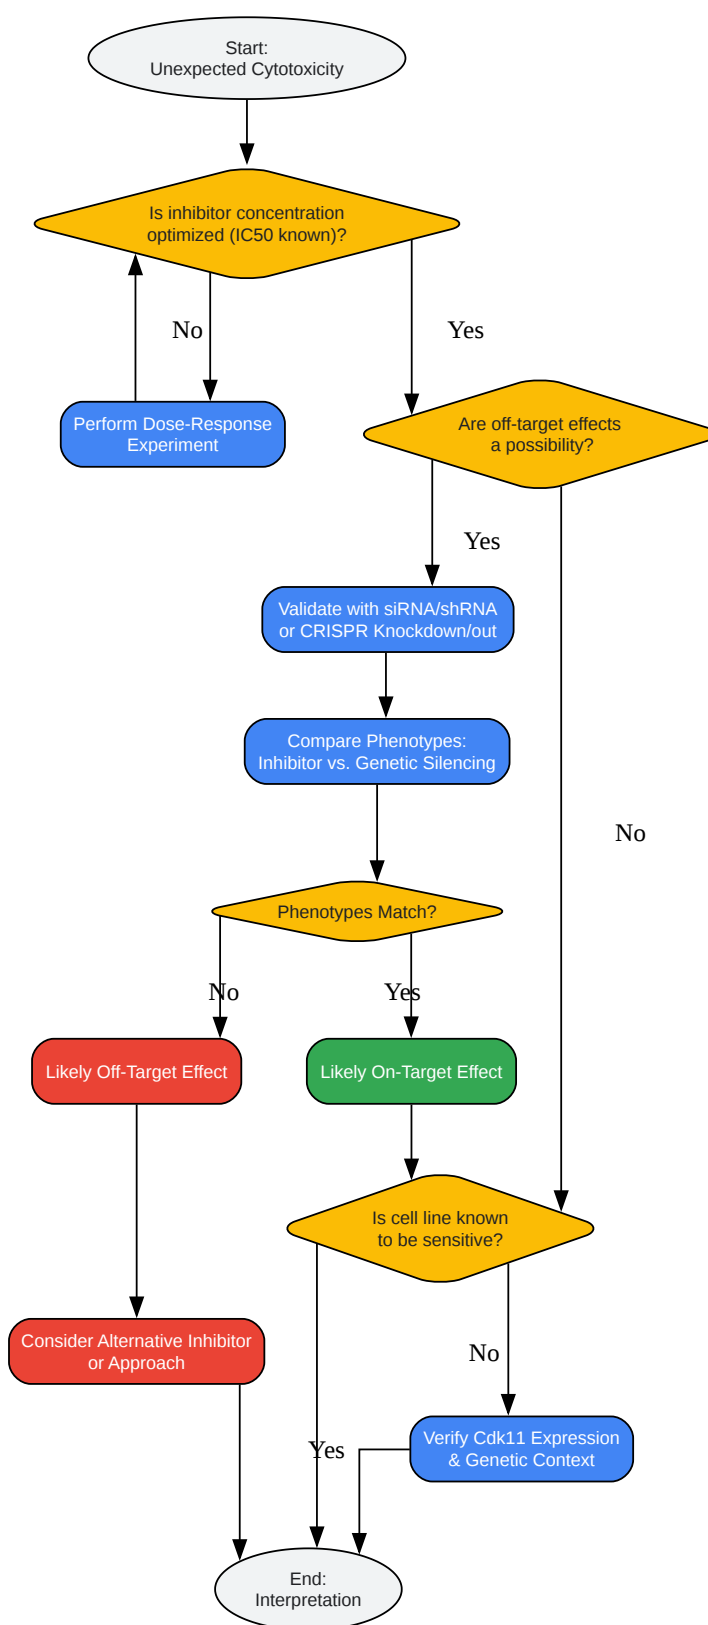 Start:
Unexpected Cytotoxicity
Is inhibitor concentration
optimized (IC50 known)?
No
Yes
Perform Dose-Response
Experiment
Are off-target effects
a possibility?
Yes
Validate with siRNA/shRNA
or CRISPR Knockdown/out
Compare Phenotypes:
Inhibitor vs. Genetic Silencing
No
Phenotypes Match?
No
Yes
Likely Off-Target Effect
Likely On-Target Effect
Is cell line known
to be sensitive?
Consider Alternative Inhibitor
or Approach
No
Yes
Verify Cdk11 Expression
& Genetic Context
End:
Interpretation